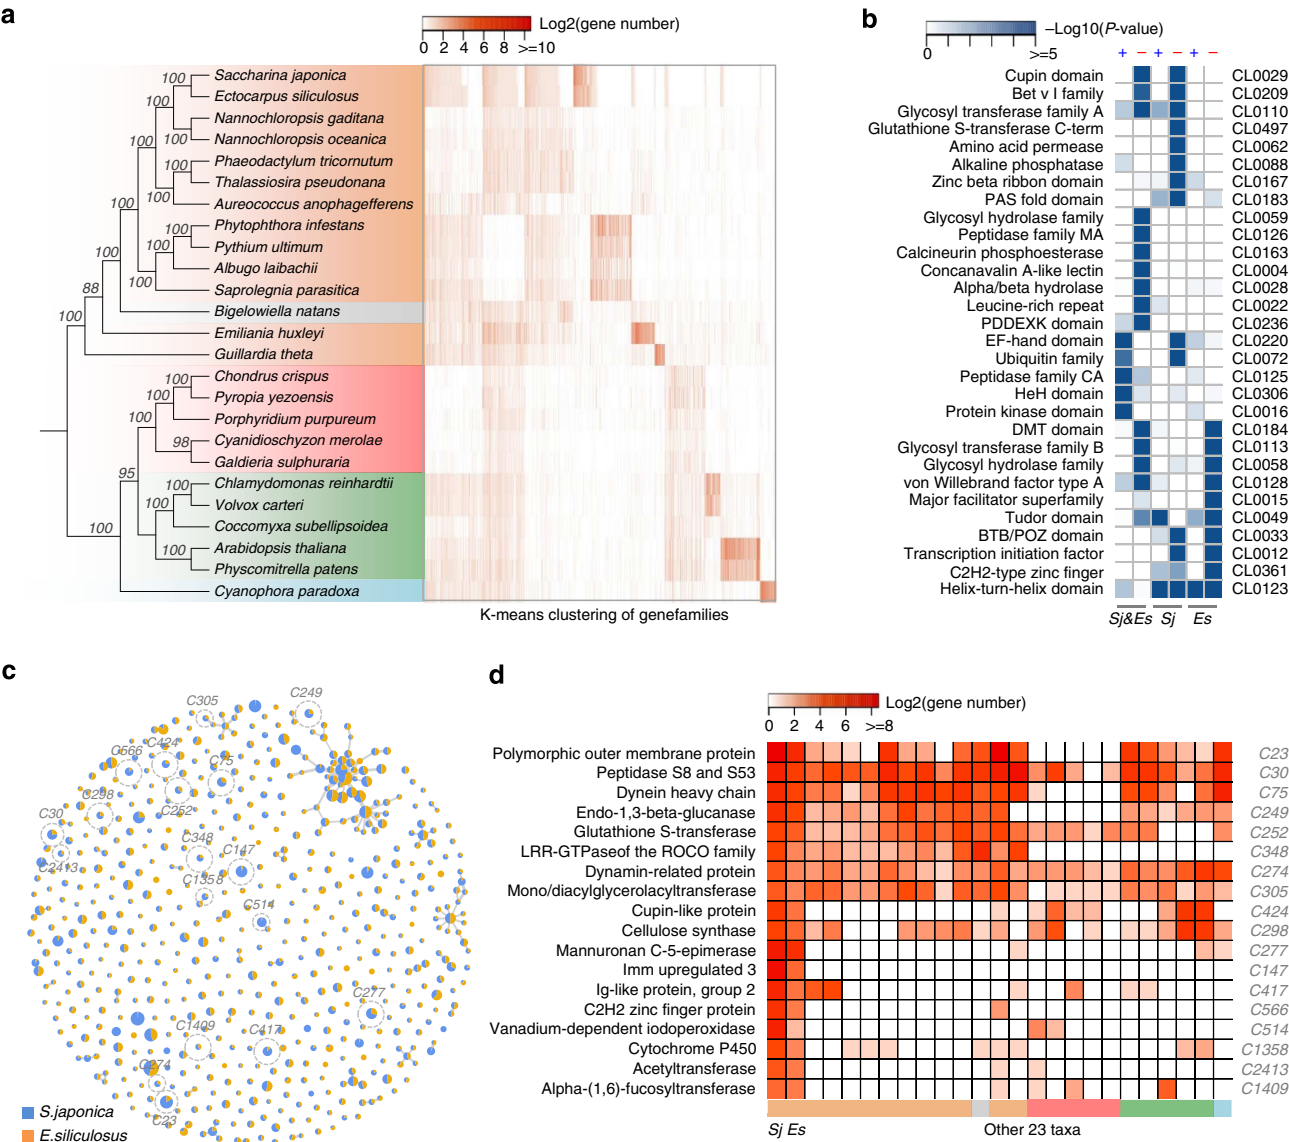 a
Log2(gene number)
0 2 4 6 8 >=10
100 Saccharina japonica
100 Ectocarpus siliculosus
Nannochloropsis gaditana
100 100 Nannochloropsis oceanica
100 Phaeodactylum tricornutum
Thalassiosira pseudonana
100 100 Aureococcus anophagefferens
100 Phytophthora infestans
100 100 Pythium ultimum
Albugo laibachii
88 100 Saprolegnia parasitica
100 Bigelowiella natans
Emiliania huxleyi
Guillardia theta
100 Chondrus crispus
100 Pyropia yezoensis
100 Porphyridium purpureum
98 Cyanidioschyzon merolae
95 Galdieria sulphuraria
100 Chlamydomonas reinhardtii
100 Volvox carteri
100 Coccomyxa subellipsoidea
100 Arabidopsis thaliana
Physcomitrella patens
Cyanophora paradoxa
K-means clustering of genefamilies
b
–Log10(P-value)
0 >=5
+ – + – + –
Cupin domain CL0029
Bet v I family CL0209
Glycosyl transferase family A CL0110
Glutathione S-transferase C-term CL0497
Amino acid permease CL0062
Alkaline phosphatase CL0088
Zinc beta ribbon domain CL0167
PAS fold domain CL0183
Glycosyl hydrolase family CL0059
Peptidase family MA CL0126
Calcineurin phosphoesterase CL0163
Concanavalin A-like lectin CL0004
Alpha/beta hydrolase CL0028
Leucine-rich repeat CL0022
PDDEXK domain CL0236
EF-hand domain CL0220
Ubiquitin family CL0072
Peptidase family CA CL0125
HeH domain CL0306
Protein kinase domain CL0016
DMT domain CL0184
Glycosyl transferase family B CL0113
Glycosyl hydrolase family CL0058
von Willebrand factor type A CL0128
Major facilitator superfamily CL0015
Tudor domain CL0049
BTB/POZ domain CL0033
Transcription initiation factor CL0012
C2H2-type zinc finger CL0361
Helix-turn-helix domain CL0123
Sj&Es Sj Es
c
C305
C249
C566
C424
C75
C298
C252
C30
C348
C147
C2413
C1358
C514
C277
C1409
C417
C274
C23
S.japonica
E.siliculosus
d
Log2(gene number)
0 2 4 6 >=8
Polymorphic outer membrane protein C23
Peptidase S8 and S53 C30
Dynein heavy chain C75
Endo-1,3-beta-glucanase C249
Glutathione S-transferase C252
LRR-GTPaseof the ROCO family C348
Dynamin-related protein C274
Mono/diacylglycerolacyltransferase C305
Cupin-like protein C424
Cellulose synthase C298
Mannuronan C-5-epimerase C277
Imm upregulated 3 C147
Ig-like protein, group 2 C417
C2H2 zinc finger protein C566
Vanadium-dependent iodoperoxidase C514
Cytochrome P450 C1358
Acetyltransferase C2413
Alpha-(1,6)-fucosyltransferase C1409
Sj Es Other 23 taxa